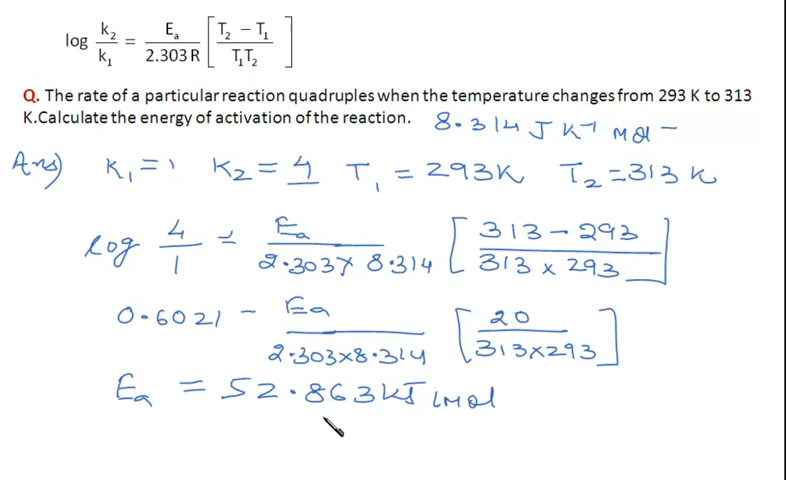 log k₂/k₁ = Eₐ/2.303 R [T₂ − T₁/T₁T₂]
Q. The rate of a particular reaction quadruples when the temperature changes from 293 K to 313
K.Calculate the energy of activation of the reaction. 8.314 J K⁻¹ mol⁻
Ans) K₁ = 1 K₂ = 4 T₁ = 293K T₂ = 313 K
log 4/1 = Eₐ/2.303 × 8.314 [313 − 293/313 × 293]
0.6021 − Eₐ/2.303×8.314 [20/313×293]
Eₐ = 52.863 kJ/mol